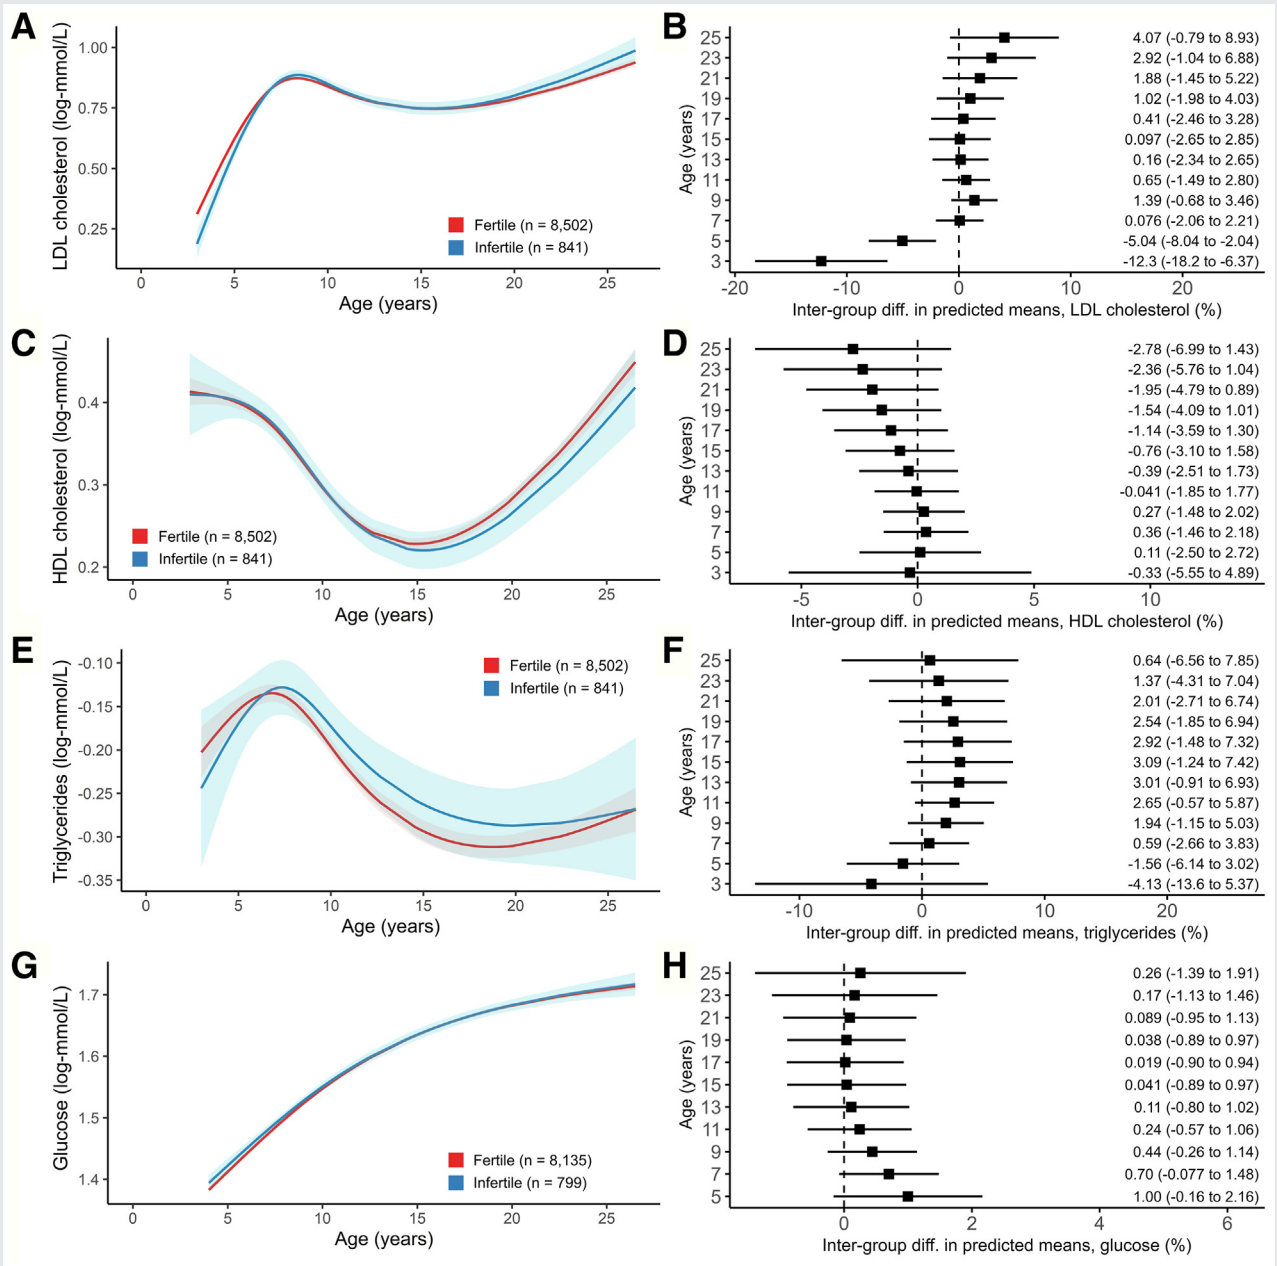 A
LDL cholesterol (log-mmol/L)
1.00
0.75
0.50
0.25
Fertile (n = 8,502)
Infertile (n = 841)
0 5 10 15 20 25
Age (years)
B
Age (years)
25 4.07 (-0.79 to 8.93)
23 2.92 (-1.04 to 6.88)
21 1.88 (-1.45 to 5.22)
19 1.02 (-1.98 to 4.03)
17 0.41 (-2.46 to 3.28)
15 0.097 (-2.65 to 2.85)
13 0.16 (-2.34 to 2.65)
11 0.65 (-1.49 to 2.80)
9 1.39 (-0.68 to 3.46)
7 0.076 (-2.06 to 2.21)
5 -5.04 (-8.04 to -2.04)
3 -12.3 (-18.2 to -6.37)
-20 -10 0 10 20
Inter-group diff. in predicted means, LDL cholesterol (%)
C
HDL cholesterol (log-mmol/L)
0.4
0.3
0.2
Fertile (n = 8,502)
Infertile (n = 841)
0 5 10 15 20 25
Age (years)
D
Age (years)
25 -2.78 (-6.99 to 1.43)
23 -2.36 (-5.76 to 1.04)
21 -1.95 (-4.79 to 0.89)
19 -1.54 (-4.09 to 1.01)
17 -1.14 (-3.59 to 1.30)
15 -0.76 (-3.10 to 1.58)
13 -0.39 (-2.51 to 1.73)
11 -0.041 (-1.85 to 1.77)
9 0.27 (-1.48 to 2.02)
7 0.36 (-1.46 to 2.18)
5 0.11 (-2.50 to 2.72)
3 -0.33 (-5.55 to 4.89)
-5 0 5 10
Inter-group diff. in predicted means, HDL cholesterol (%)
E
Triglycerides (log-mmol/L)
-0.10
-0.15
-0.20
-0.25
-0.30
-0.35
Fertile (n = 8,502)
Infertile (n = 841)
0 5 10 15 20 25
Age (years)
F
Age (years)
25 0.64 (-6.56 to 7.85)
23 1.37 (-4.31 to 7.04)
21 2.01 (-2.71 to 6.74)
19 2.54 (-1.85 to 6.94)
17 2.92 (-1.48 to 7.32)
15 3.09 (-1.24 to 7.42)
13 3.01 (-0.91 to 6.93)
11 2.65 (-0.57 to 5.87)
9 1.94 (-1.15 to 5.03)
7 0.59 (-2.66 to 3.83)
5 -1.56 (-6.14 to 3.02)
3 -4.13 (-13.6 to 5.37)
-10 0 10 20
Inter-group diff. in predicted means, triglycerides (%)
G
Glucose (log-mmol/L)
1.7
1.6
1.5
1.4
Fertile (n = 8,135)
Infertile (n = 799)
0 5 10 15 20 25
Age (years)
H
Age (years)
25 0.26 (-1.39 to 1.91)
23 0.17 (-1.13 to 1.46)
21 0.089 (-0.95 to 1.13)
19 0.038 (-0.89 to 0.97)
17 0.019 (-0.90 to 0.94)
15 0.041 (-0.89 to 0.97)
13 0.11 (-0.80 to 1.02)
11 0.24 (-0.57 to 1.06)
9 0.44 (-0.26 to 1.14)
7 0.70 (-0.077 to 1.48)
5 1.00 (-0.16 to 2.16)
0 2 4 6
Inter-group diff. in predicted means, glucose (%)